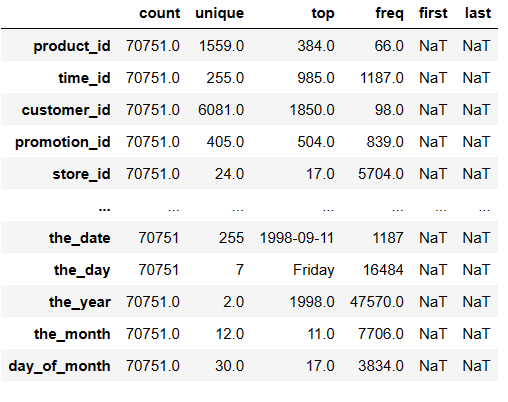 count unique top freq first last
product_id 70751.0 1559.0 384.0 66.0 NaT NaT
time_id 70751.0 255.0 985.0 1187.0 NaT NaT
customer_id 70751.0 6081.0 1850.0 98.0 NaT NaT
promotion_id 70751.0 405.0 504.0 839.0 NaT NaT
store_id 70751.0 24.0 17.0 5704.0 NaT NaT
... ... ... ... ... ... ...
the_date 70751 255 1998-09-11 1187 NaT NaT
the_day 70751 7 Friday 16484 NaT NaT
the_year 70751.0 2.0 1998.0 47570.0 NaT NaT
the_month 70751.0 12.0 11.0 7706.0 NaT NaT
day_of_month 70751.0 30.0 17.0 3834.0 NaT NaT